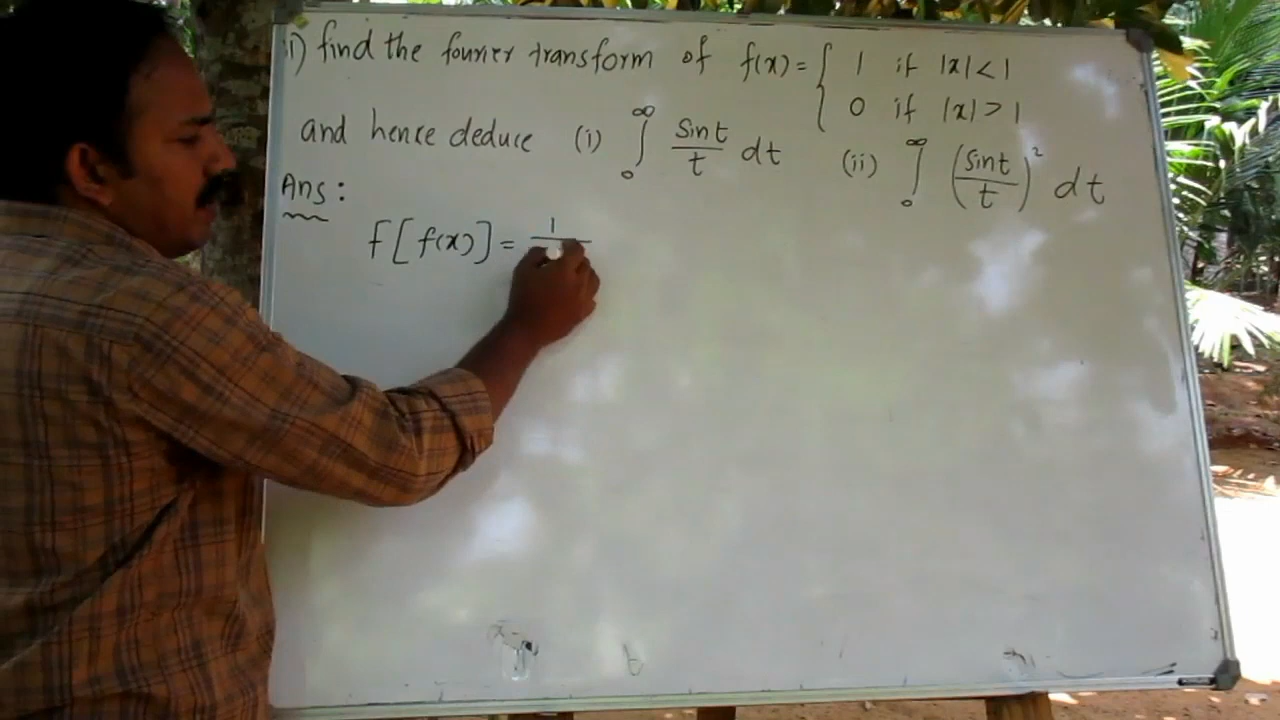 1) find the fourier transform of f(x) = { 1 if |x| < 1
0 if |x| > 1
and hence deduce (i) ∫₀^∞ sint/t dt (ii) ∫₀^∞ (sint/t)² dt
Ans:
F[f(x)] = 1/